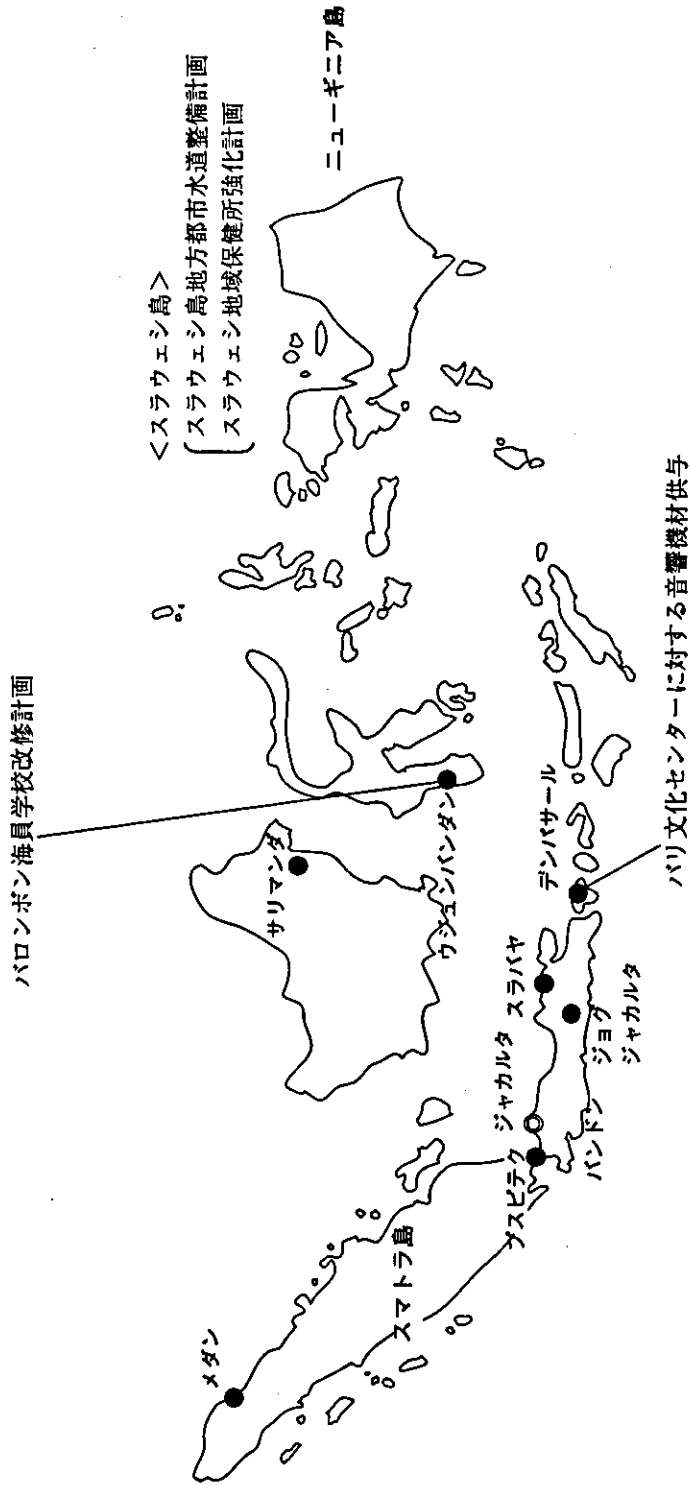 バロンボン海員学校改修計画
<スラウェシ島>
スラウェシ島地方都市水道整備計画
スラウェシ地域保健所強化計画
ニューギニア島
メダン
スマトラ島
サリマンダ
ウジュンパンダン
プスピテク
ジャカルタ
バンドン
スラバヤ
ジョク
ジャカルタ
デンパサール
バリ文化センターに対する音響機材供与